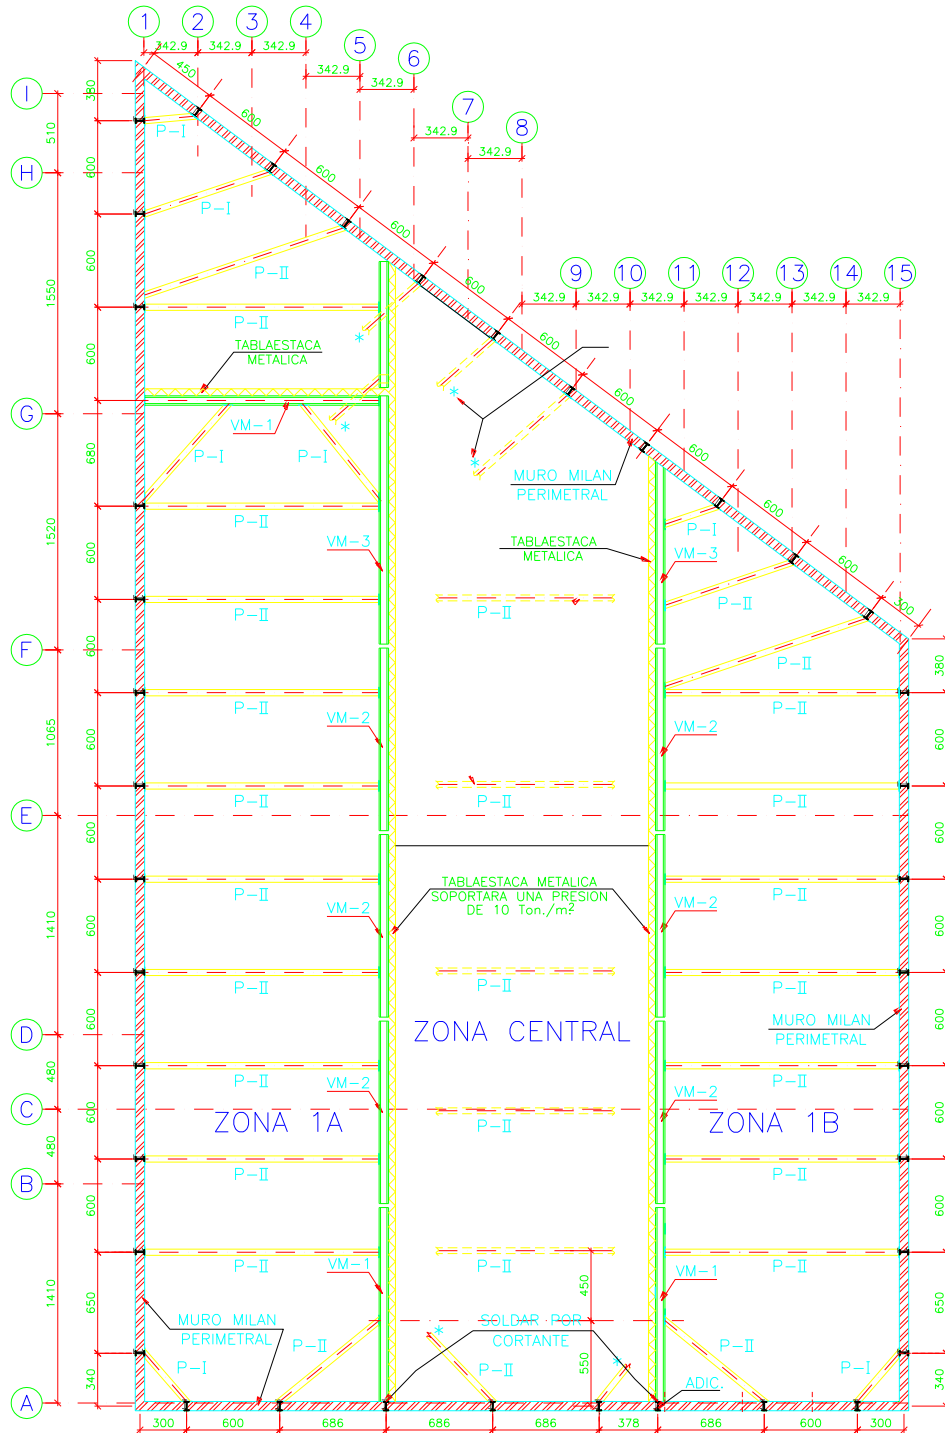 1 2 3 4
342.9 342.9 342.9
5
342.9
6
342.9
7
342.9
8
342.9
450
600
600
600
600
600
600
600
600
600
300
9 10 11 12 13 14 15
342.9 342.9 342.9 342.9 342.9 342.9 342.9
I
H
G
F
E
D
C
B
A
510
1550
1520
1065
1410
480
480
1410
380
600
600
600
680
600
600
600
600
600
600
600
600
650
340
P-I
P-I
P-II
P-II
TABLAESTACA
METALICA
VM-1
P-I P-I
* * * *
MURO MILAN
PERIMETRAL
P-II
VM-3
TABLAESTACA
METALICA
VM-3
P-I
P-II
P-II
P-II
P-II
P-II
P-II
P-II
VM-2
VM-2
P-II
P-II
P-II
TABLAESTACA METALICA
SOPORTARA UNA PRESION
DE 10 Ton./m2
P-II
P-II
VM-2
VM-2
P-II
P-II
P-II
ZONA CENTRAL
MURO MILAN
PERIMETRAL
P-II
P-II
VM-2
VM-2
ZONA 1A
P-II
ZONA 1B
P-II
P-II
P-II
P-II
P-II
VM-1
VM-1
450
550
MURO MILAN
PERIMETRAL
SOLDAR POR
CORTANTE
* *
P-I
P-II
P-II
P-II
P-I
ADIC.
380
600
600
600
600
600
600
650
340
300 600 686 686 686 378 686 600 300